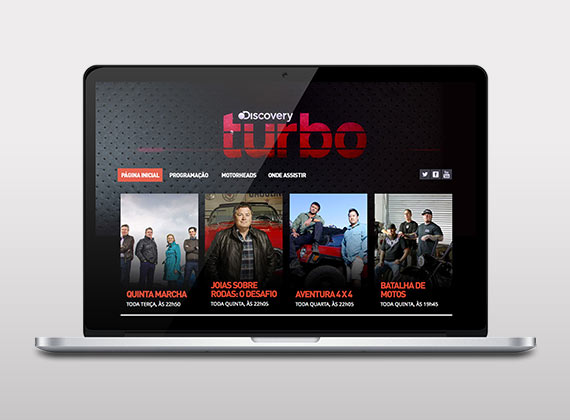 Discovery
turbo
PÁGINA INICIAL PROGRAMAÇÃO MOTORHEADS ONDE ASSISTIR
QUINTA MARCHA
TODA TERÇA, ÀS 22h50
JOIAS SOBRE
RODAS: O DESAFIO
TODA QUINTA, ÀS 22h05
AVENTURA 4 X 4
TODA QUARTA, ÀS 22h05
BATALHA DE
MOTOS
TODA QUINTA, ÀS 19h45